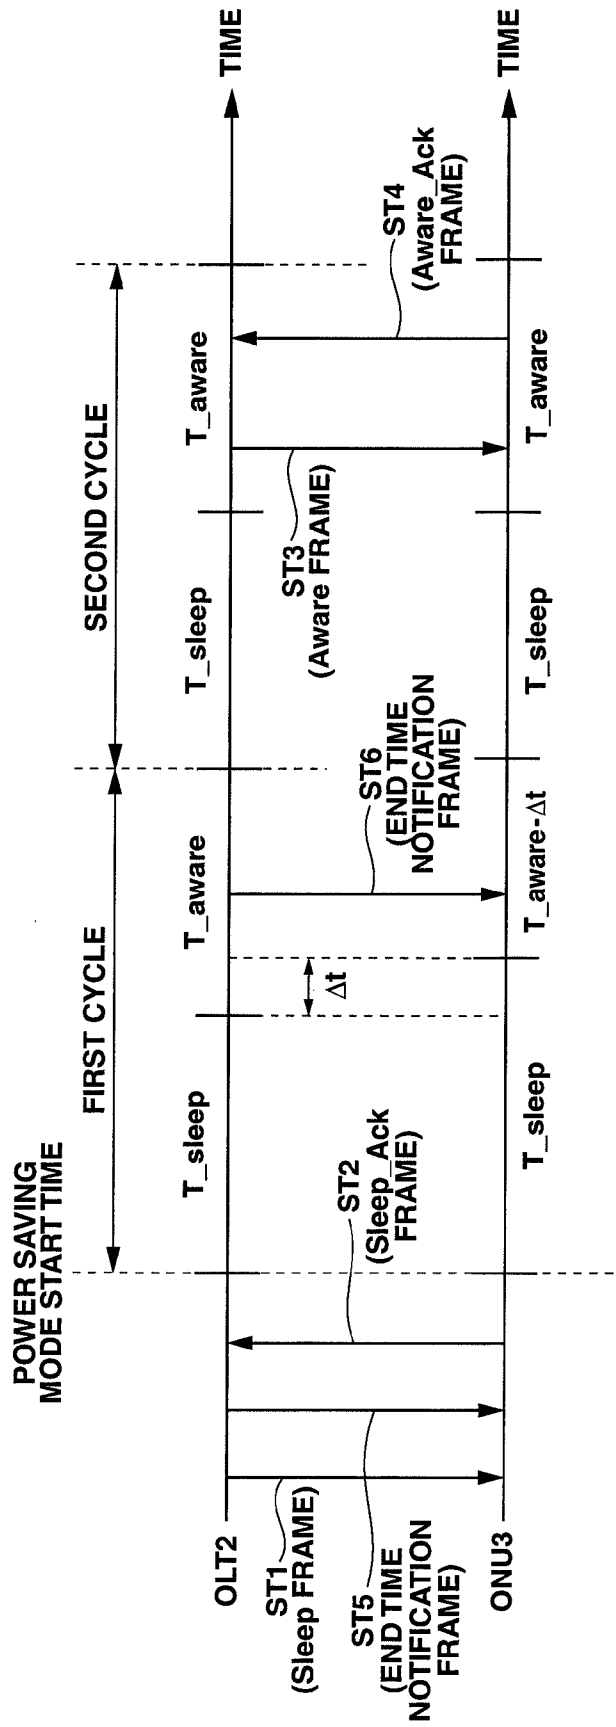 POWER SAVING
MODE START TIME
FIRST CYCLE
SECOND CYCLE
T_sleep
T_aware
T_sleep
T_aware
OLT2
TIME
ST1
(Sleep FRAME)
ST5
(END TIME
NOTIFICATION
FRAME)
ST2
(Sleep_Ack
FRAME)
Δt
ST6
(END TIME
NOTIFICATION
FRAME)
ST3
(Aware FRAME)
ST4
(Aware_Ack
FRAME)
ONU3
TIME
T_sleep
T_aware-Δt
T_sleep
T_aware